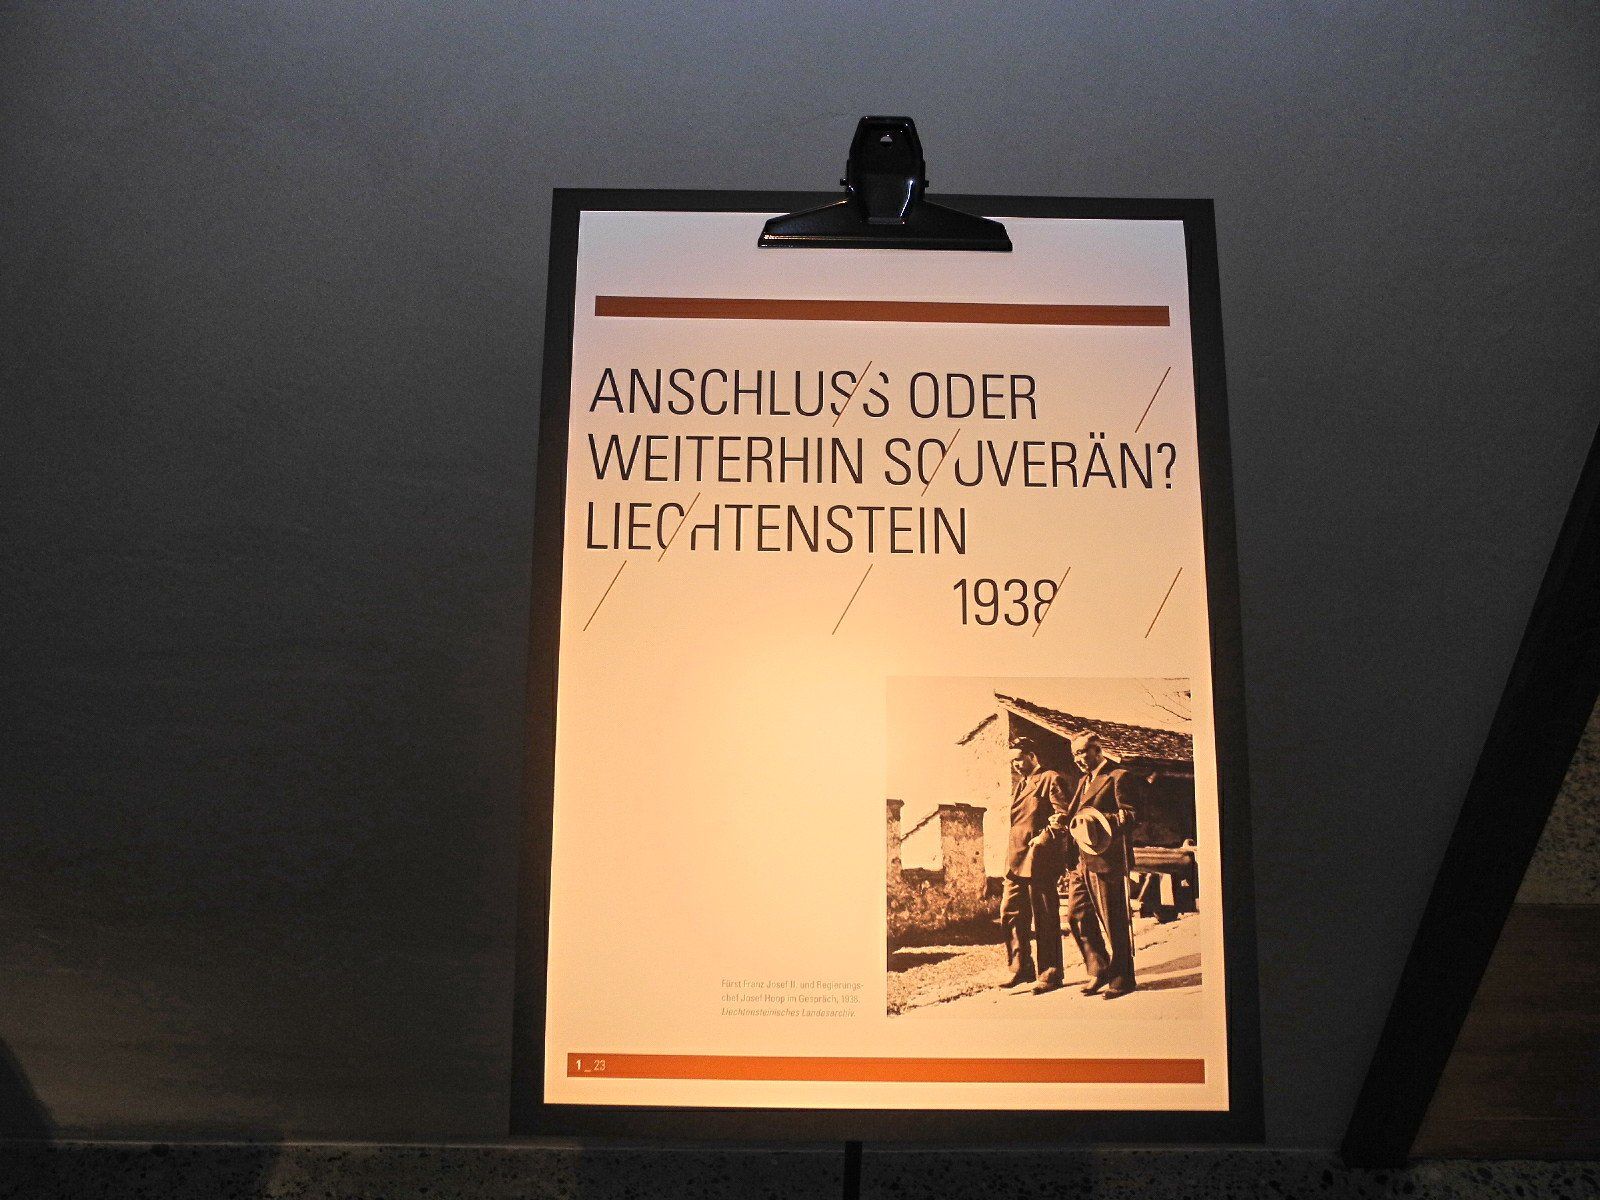 ANSCHLUSS ODER
WEITERHIN SOUVERÄN?
LIECHTENSTEIN
1938
Fürst Franz Josef II. und Regierungs-
chef Josef Hoop im Gespräch, 1938.
Liechtensteinisches Landesarchiv.
1 _ 23